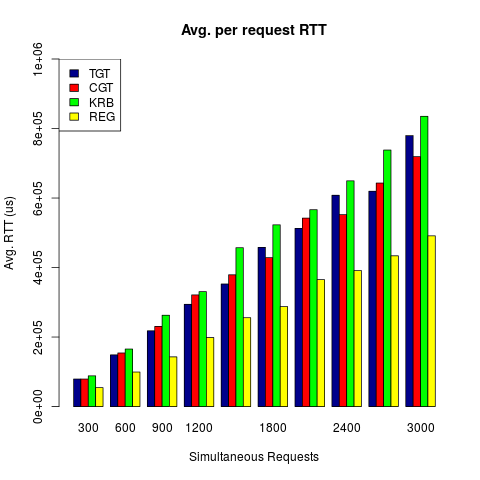 Avg. per request RTT
1e+06
8e+05
6e+05
4e+05
2e+05
0e+00
Avg. RTT (us)
TGT
CGT
KRB
REG
300 600 900 1200 1800 2400 3000
Simultaneous Requests